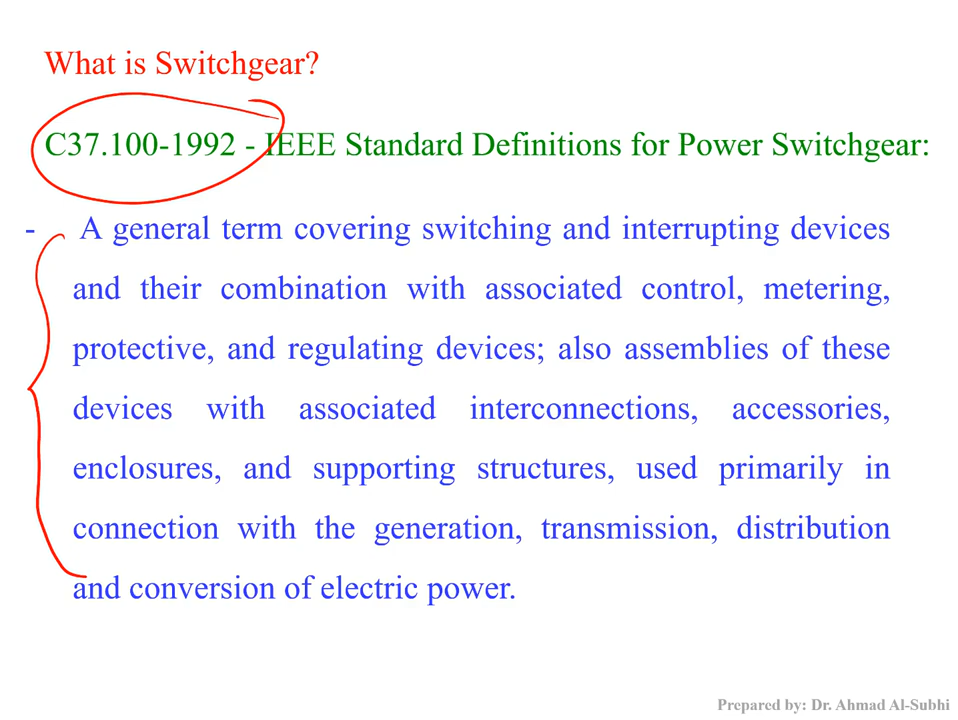 What is Switchgear?
C37.100-1992 - IEEE Standard Definitions for Power Switchgear:
- A general term covering switching and interrupting devices
and their combination with associated control, metering,
protective, and regulating devices; also assemblies of these
devices with associated interconnections, accessories,
enclosures, and supporting structures, used primarily in
connection with the generation, transmission, distribution
and conversion of electric power.
Prepared by: Dr. Ahmad Al-Subhi